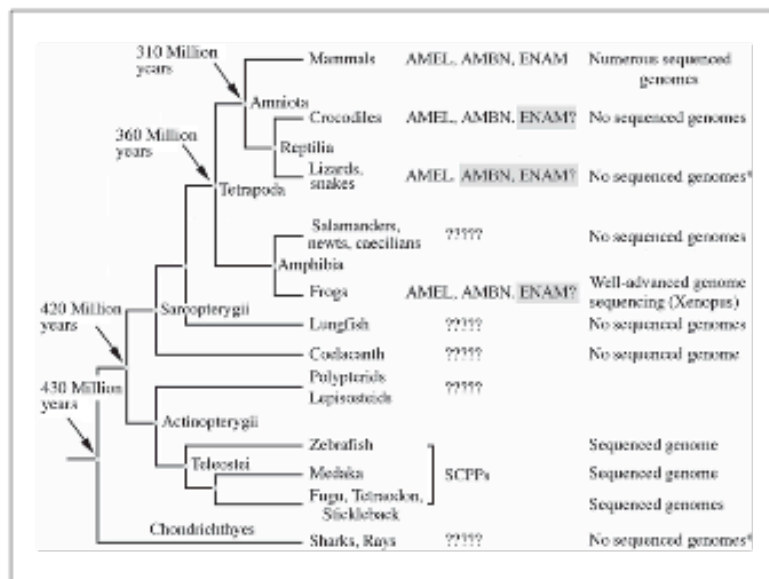 310 Million
years
Mammals AMEL, AMBN, ENAM Numerous sequenced
genomes
Amniota
Crocodiles AMEL, AMBN, ENAM? No sequenced genomes
360 Million
years
Reptilia
Lizards, AMEL, AMBN, ENAM? No sequenced genomes*
snakes
Tetrapoda
Salamanders,
newts, caecilians ????? No sequenced genomes
Amphibia
Frogs AMEL, AMBN, ENAM? Well-advanced genome
sequencing (Xenopus)
420 Million
years
Sarcopterygii
Lungfish ????? No sequenced genomes
Coelacanth ????? No sequenced genome
Polypterids
Lepisosteids ?????
430 Million
years
Actinopterygii
Zebrafish Sequenced genome
Teleostei
Medaka SCPPs Sequenced genome
Fugu, Tetraodon, Sequenced genomes
Stickleback
Chondrichthyes
Sharks, Rays ????? No sequenced genomes*